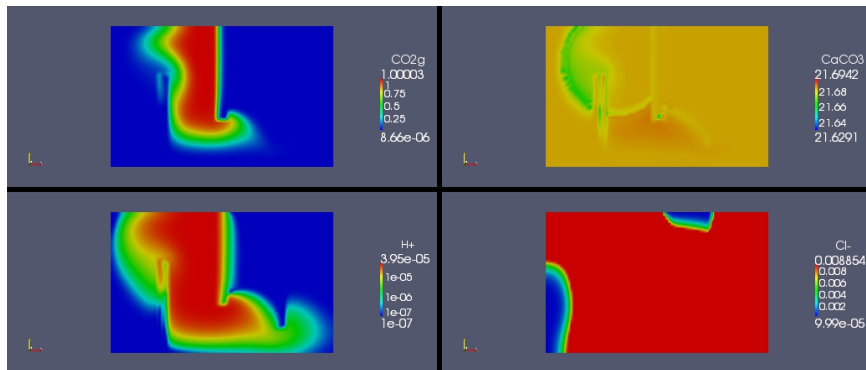 CO2g
1.00003
1
0.75
0.5
0.25
8.66e-06
CaCO3
21.6942
21.68
21.66
21.64
21.6291
H+
3.95e-05
1e-05
1e-06
1e-07
1e-07
Cl-
0.008854
0.008
0.006
0.004
0.002
9.99e-05